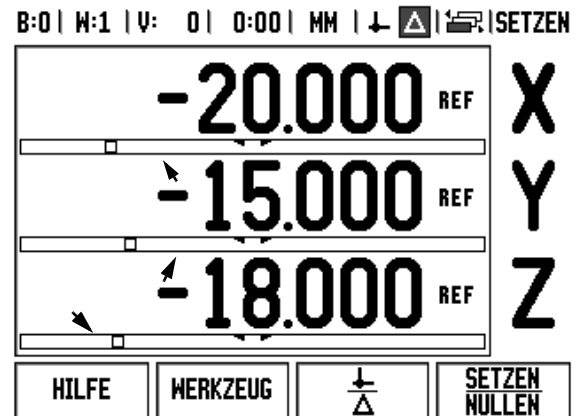 B:0 | W:1 | V: 0 | 0:00 | MM | Δ | SETZEN
-20.000 REF X
-15.000 REF Y
-18.000 REF Z
HILFE WERKZEUG Δ SETZEN
NULLEN